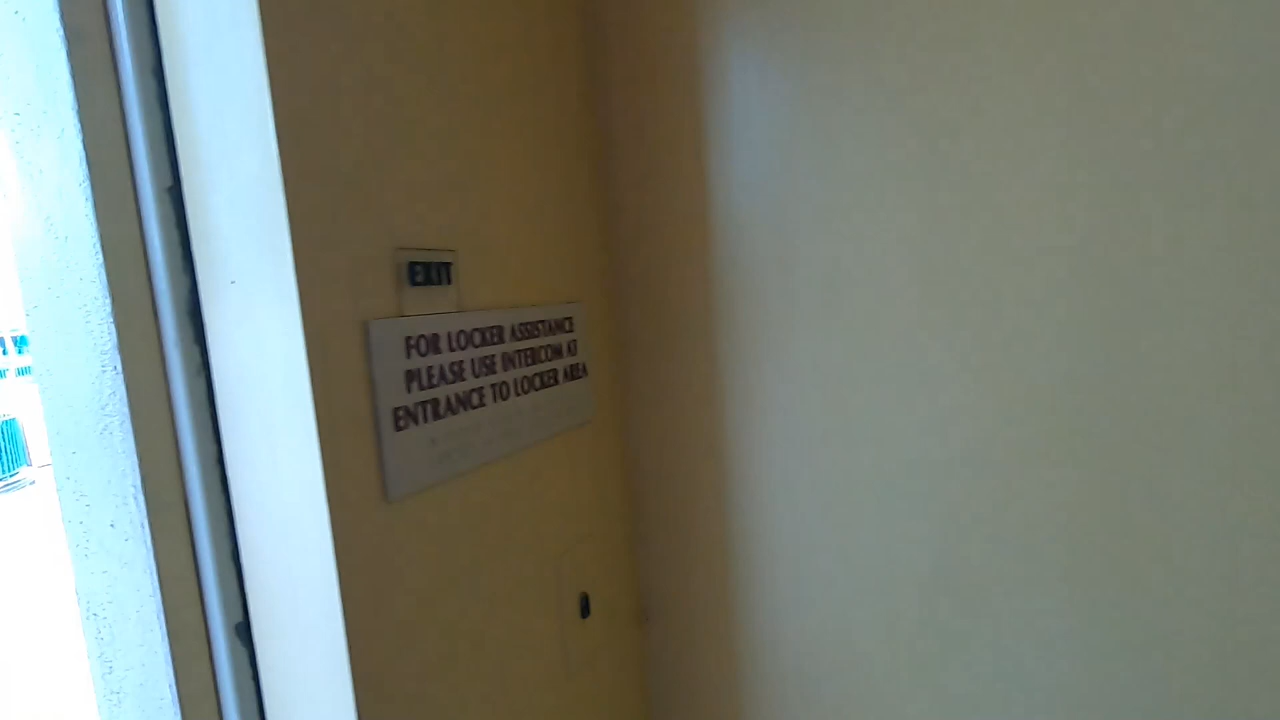 EXIT
FOR LOCKER ASSISTANCE
PLEASE USE INTERCOM AT
ENTRANCE TO LOCKER AREA